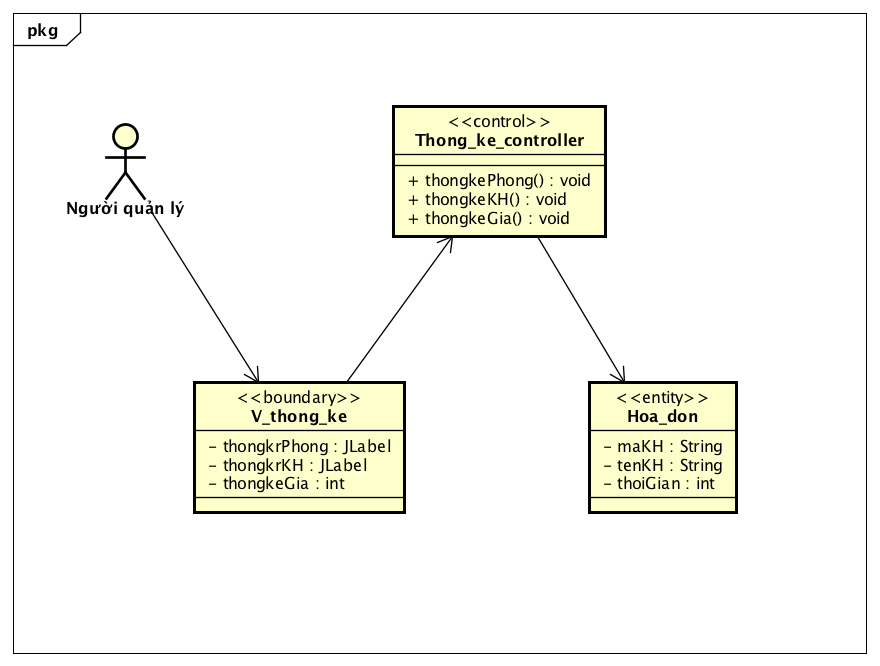 pkg
<<control>>
Thong_ke_controller
+ thongkePhong() : void
+ thongkeKH() : void
+ thongkeGia() : void
Người quản lý
<<boundary>>
V_thong_ke
- thongkrPhong : JLabel
- thongkrKH : JLabel
- thongkeGia : int
<<entity>>
Hoa_don
- maKH : String
- tenKH : String
- thoiGian : int